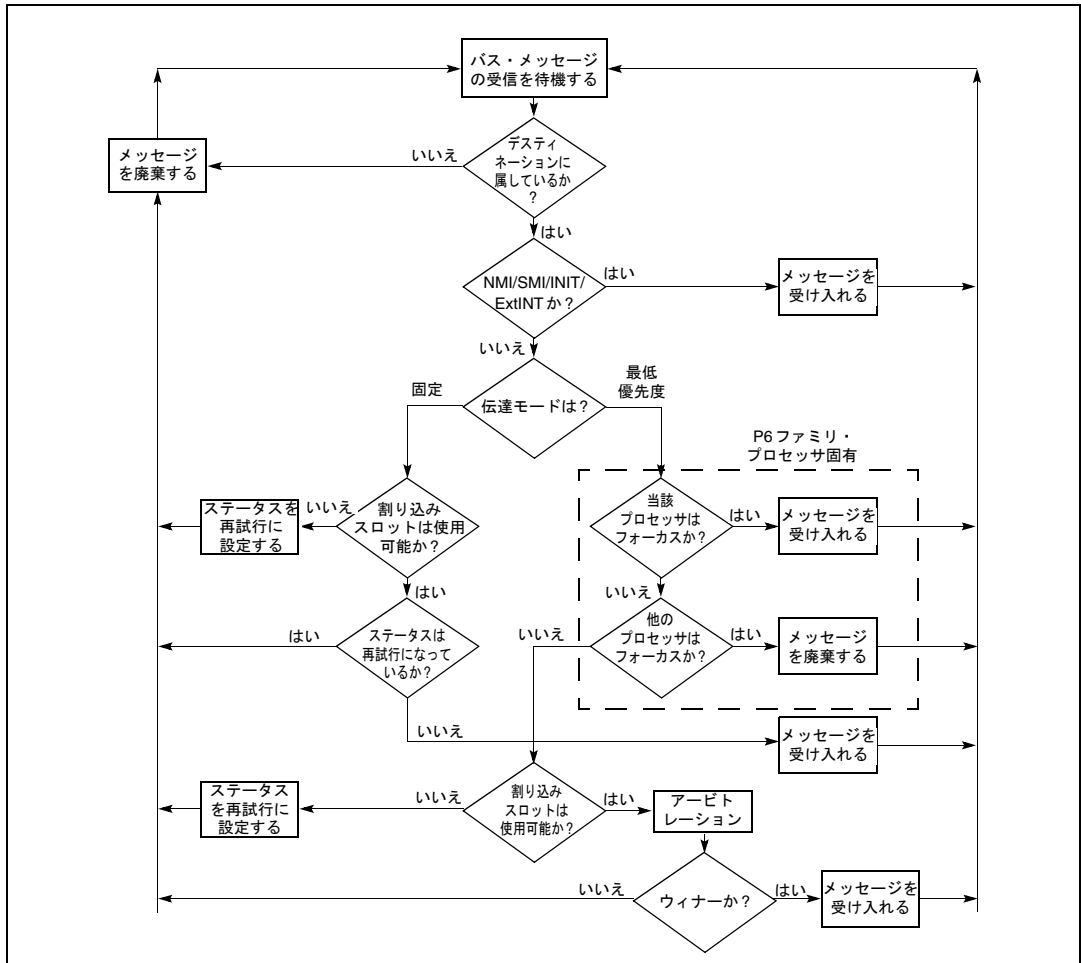 バス・メッセージ
の受信を待機する
メッセージ
を廃棄する
いいえ
デスティ
ネーションに
属しているか
?
はい
NMI/SMI/INIT/
ExtINTか?
はい
メッセージを
受け入れる
いいえ
固定
伝達モードは?
最低
優先度
P6ファミリ・
プロセッサ固有
ステータスを
再試行に
設定する
いいえ
割り込み
スロットは使用
可能か?
当該
プロセッサは
フォーカスか?
はい
メッセージを
受け入れる
はい
いいえ
はい
ステータスは
再試行になって
いるか?
いいえ
他の
プロセッサは
フォーカスか?
はい
メッセージ
を廃棄する
いいえ
メッセージを
受け入れる
ステータス
を再試行に
設定する
いいえ
割り込み
スロットは
使用可能か?
はい
アービト
レーション
いいえ
ウィナーか?
はい
メッセージを
受け入れる